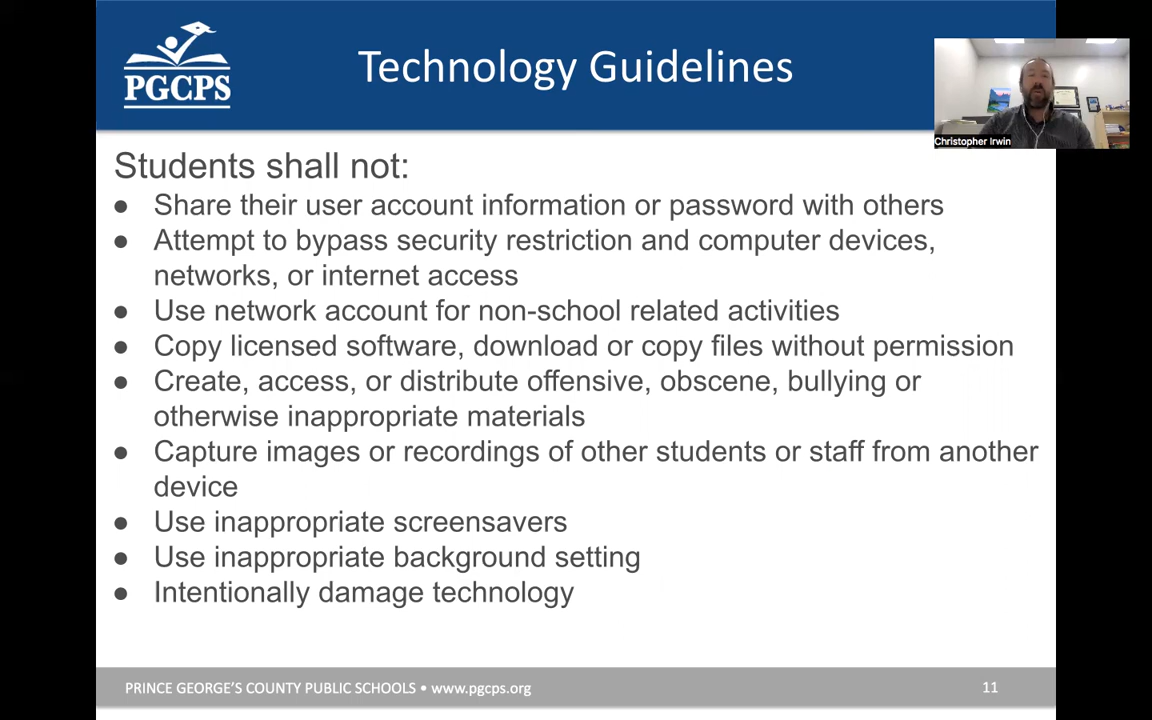 PGCPS
Technology Guidelines
Christopher Irwin
Students shall not:
● Share their user account information or password with others
● Attempt to bypass security restriction and computer devices,
networks, or internet access
● Use network account for non-school related activities
● Copy licensed software, download or copy files without permission
● Create, access, or distribute offensive, obscene, bullying or
otherwise inappropriate materials
● Capture images or recordings of other students or staff from another
device
● Use inappropriate screensavers
● Use inappropriate background setting
● Intentionally damage technology
PRINCE GEORGE'S COUNTY PUBLIC SCHOOLS • www.pgcps.org
11